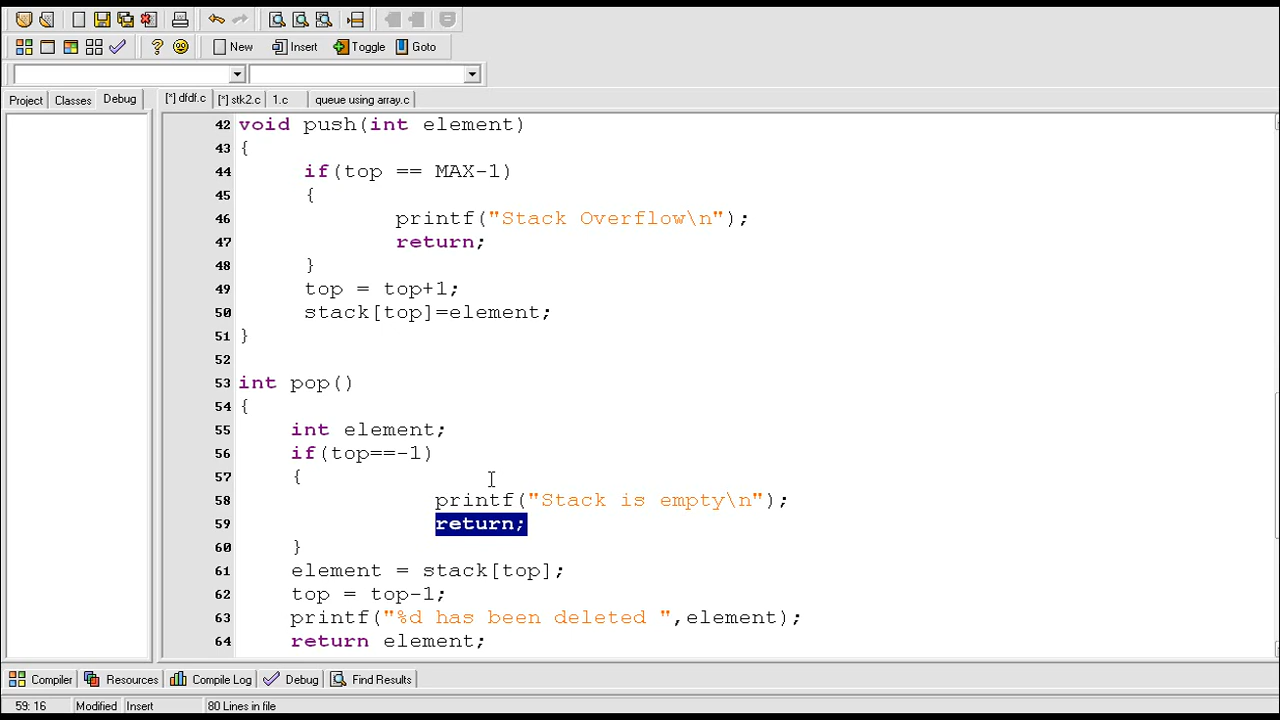 New Insert Toggle Goto
Project Classes Debug [*] dfdf.c [*] stk2.c 1.c queue using array.c
42 void push(int element)
43 {
44 if(top == MAX-1)
45 {
46 printf("Stack Overflow\n");
47 return;
48 }
49 top = top+1;
50 stack[top]=element;
51 }
52
53 int pop()
54 {
55 int element;
56 if(top==-1)
57 {
58 printf("Stack is empty\n");
59 return;
60 }
61 element = stack[top];
62 top = top-1;
63 printf("%d has been deleted ",element);
64 return element;
Compiler Resources Compile Log Debug Find Results
59: 16 Modified Insert 80 Lines in file